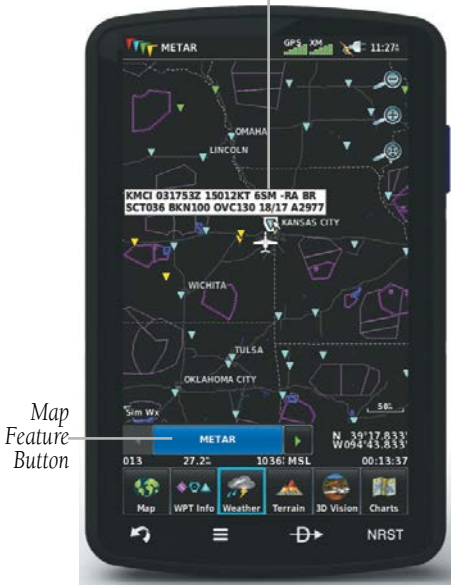 METAR GPS XM 11:27
OMAHA
LINCOLN
KMCI 031753Z 15012KT 6SM -RA BR
SCT036 BKN100 OVC130 18/17 A2977
KANSAS CITY
WICHITA
TULSA
OKLAHOMA CITY
Sim Wx
Map
Feature
Button
METAR
N 39°17.833'
W094°43.833'
013 27.2 1036 MSL 00:13:37
Map WPT Info Weather Terrain 3D Vision Charts
NRST